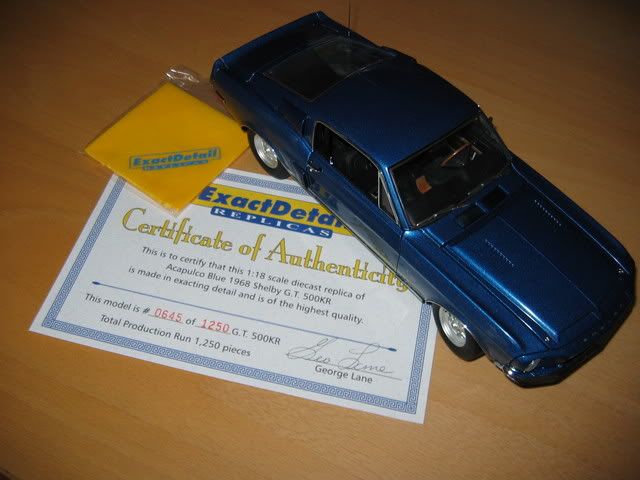 ExactDetail
REPLICAS
ExactDetail
REPLICAS
Certificate of Authenticity
This is to certify that this 1:18 scale diecast replica of
Acapulco Blue 1968 Shelby G.T. 500KR
is made in exacting detail and is of the highest quality.
This model is # 0645 of 1250 G.T. 500KR
Total Production Run 1,250 pieces
Geo Lane
George Lane